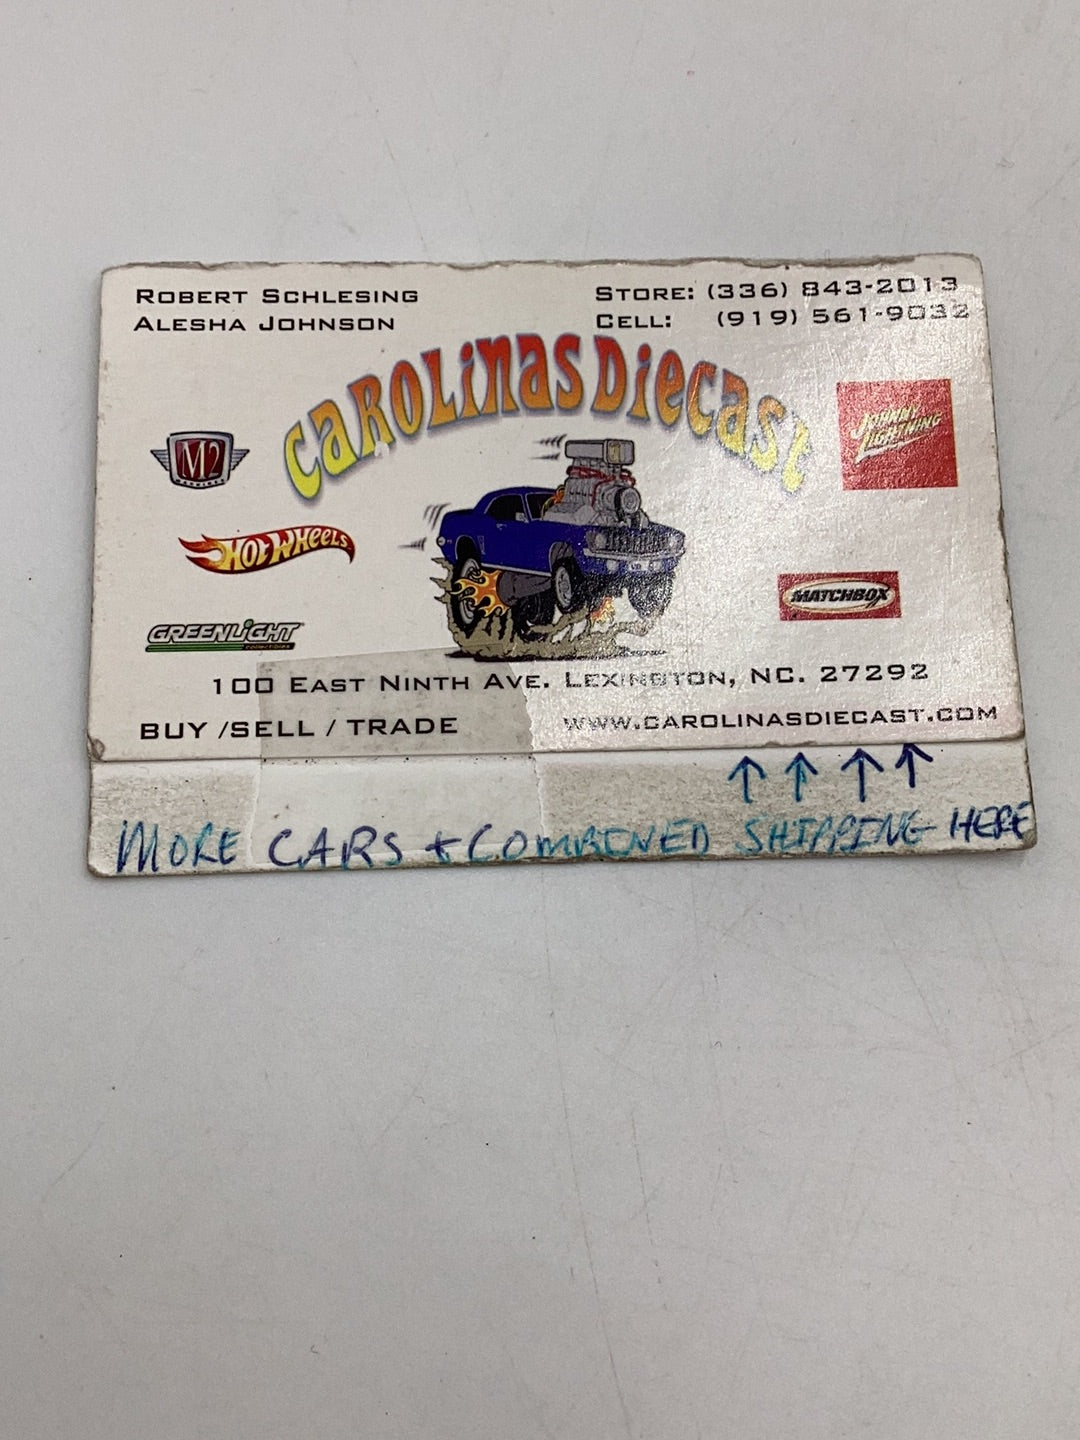 ROBERT SCHLESING
ALESHA JOHNSON
STORE: (336) 843-2013
CELL: (919) 561-9032
CAROLINAS DIECAST
M2
MACHINES
JOHNNY
LIGHTNING
HOT WHEELS
MATCHBOX
GREENLIGHT
collectibles
100 EAST NINTH AVE. LEXINGTON, NC. 27292
BUY /SELL / TRADE
WWW.CAROLINASDIECAST.COM
↑ ↑ ↑ ↑
MORE CARS + COMBINED SHIPPING HERE